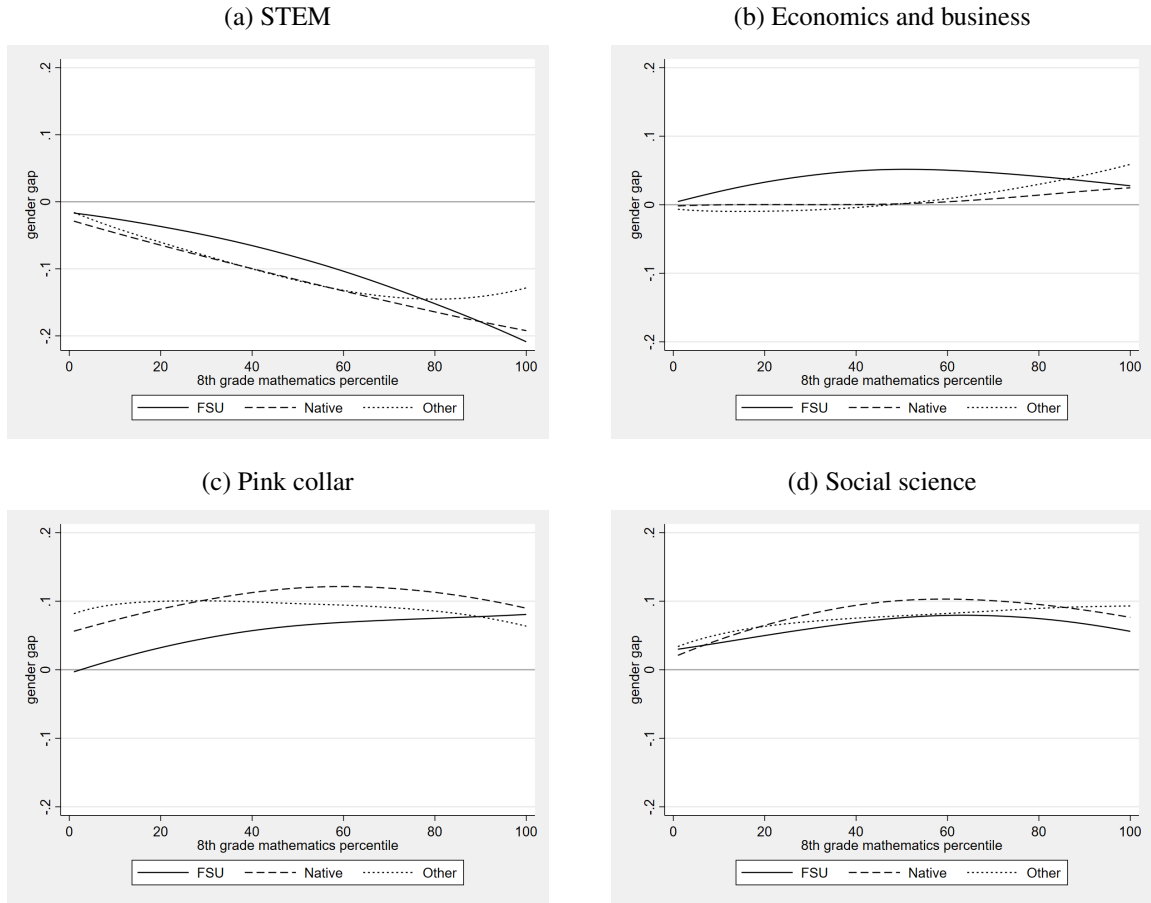 (a) STEM
gender gap
.2
.1
0
-.1
-.2
0 20 40 60 80 100
8th grade mathematics percentile
FSU Native Other
(b) Economics and business
gender gap
.2
.1
0
-.1
-.2
0 20 40 60 80 100
8th grade mathematics percentile
FSU Native Other
(c) Pink collar
gender gap
.2
.1
0
-.1
-.2
0 20 40 60 80 100
8th grade mathematics percentile
FSU Native Other
(d) Social science
gender gap
.2
.1
0
-.1
-.2
0 20 40 60 80 100
8th grade mathematics percentile
FSU Native Other